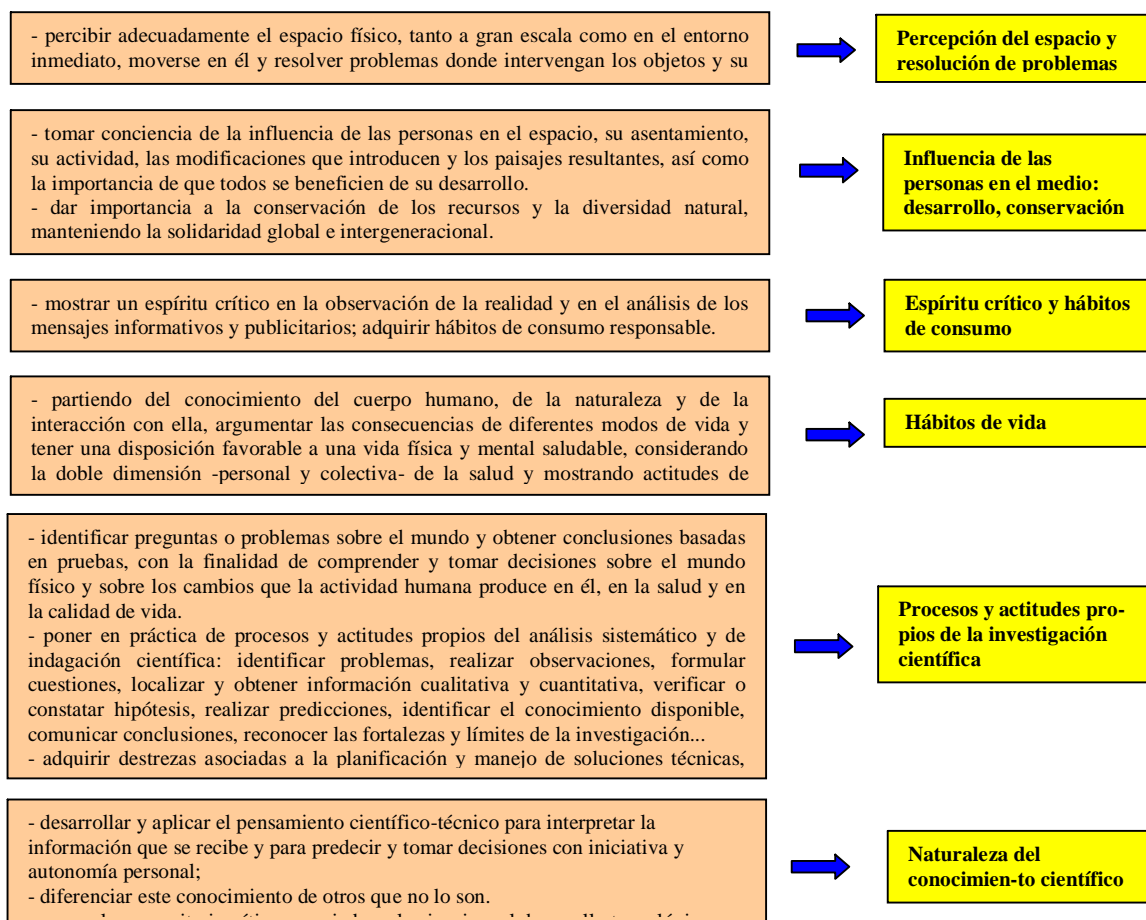 - percibir adecuadamente el espacio físico, tanto a gran escala como en el entorno
inmediato, moverse en él y resolver problemas donde intervengan los objetos y su
Percepción del espacio y
resolución de problemas
- tomar conciencia de la influencia de las personas en el espacio, su asentamiento,
su actividad, las modificaciones que introducen y los paisajes resultantes, así como
la importancia de que todos se beneficien de su desarrollo.
- dar importancia a la conservación de los recursos y la diversidad natural,
manteniendo la solidaridad global e intergeneracional.
Influencia de las
personas en el medio:
desarrollo, conservación
- mostrar un espíritu crítico en la observación de la realidad y en el análisis de los
mensajes informativos y publicitarios; adquirir hábitos de consumo responsable.
Espíritu crítico y hábitos
de consumo
- partiendo del conocimiento del cuerpo humano, de la naturaleza y de la
interacción con ella, argumentar las consecuencias de diferentes modos de vida y
tener una disposición favorable a una vida física y mental saludable, considerando
la doble dimensión -personal y colectiva- de la salud y mostrando actitudes de
Hábitos de vida
- identificar preguntas o problemas sobre el mundo y obtener conclusiones basadas
en pruebas, con la finalidad de comprender y tomar decisiones sobre el mundo
físico y sobre los cambios que la actividad humana produce en él, en la salud y en
la calidad de vida.
- poner en práctica de procesos y actitudes propios del análisis sistemático y de
indagación científica: identificar problemas, realizar observaciones, formular
cuestiones, localizar y obtener información cualitativa y cuantitativa, verificar o
constatar hipótesis, realizar predicciones, identificar el conocimiento disponible,
comunicar conclusiones, reconocer las fortalezas y límites de la investigación...
- adquirir destrezas asociadas a la planificación y manejo de soluciones técnicas,
Procesos y actitudes pro-
pios de la investigación
científica
- desarrollar y aplicar el pensamiento científico-técnico para interpretar la
información que se recibe y para predecir y tomar decisiones con iniciativa y
autonomía personal;
- diferenciar este conocimiento de otros que no lo son.
Naturaleza del
conocimien-to científico